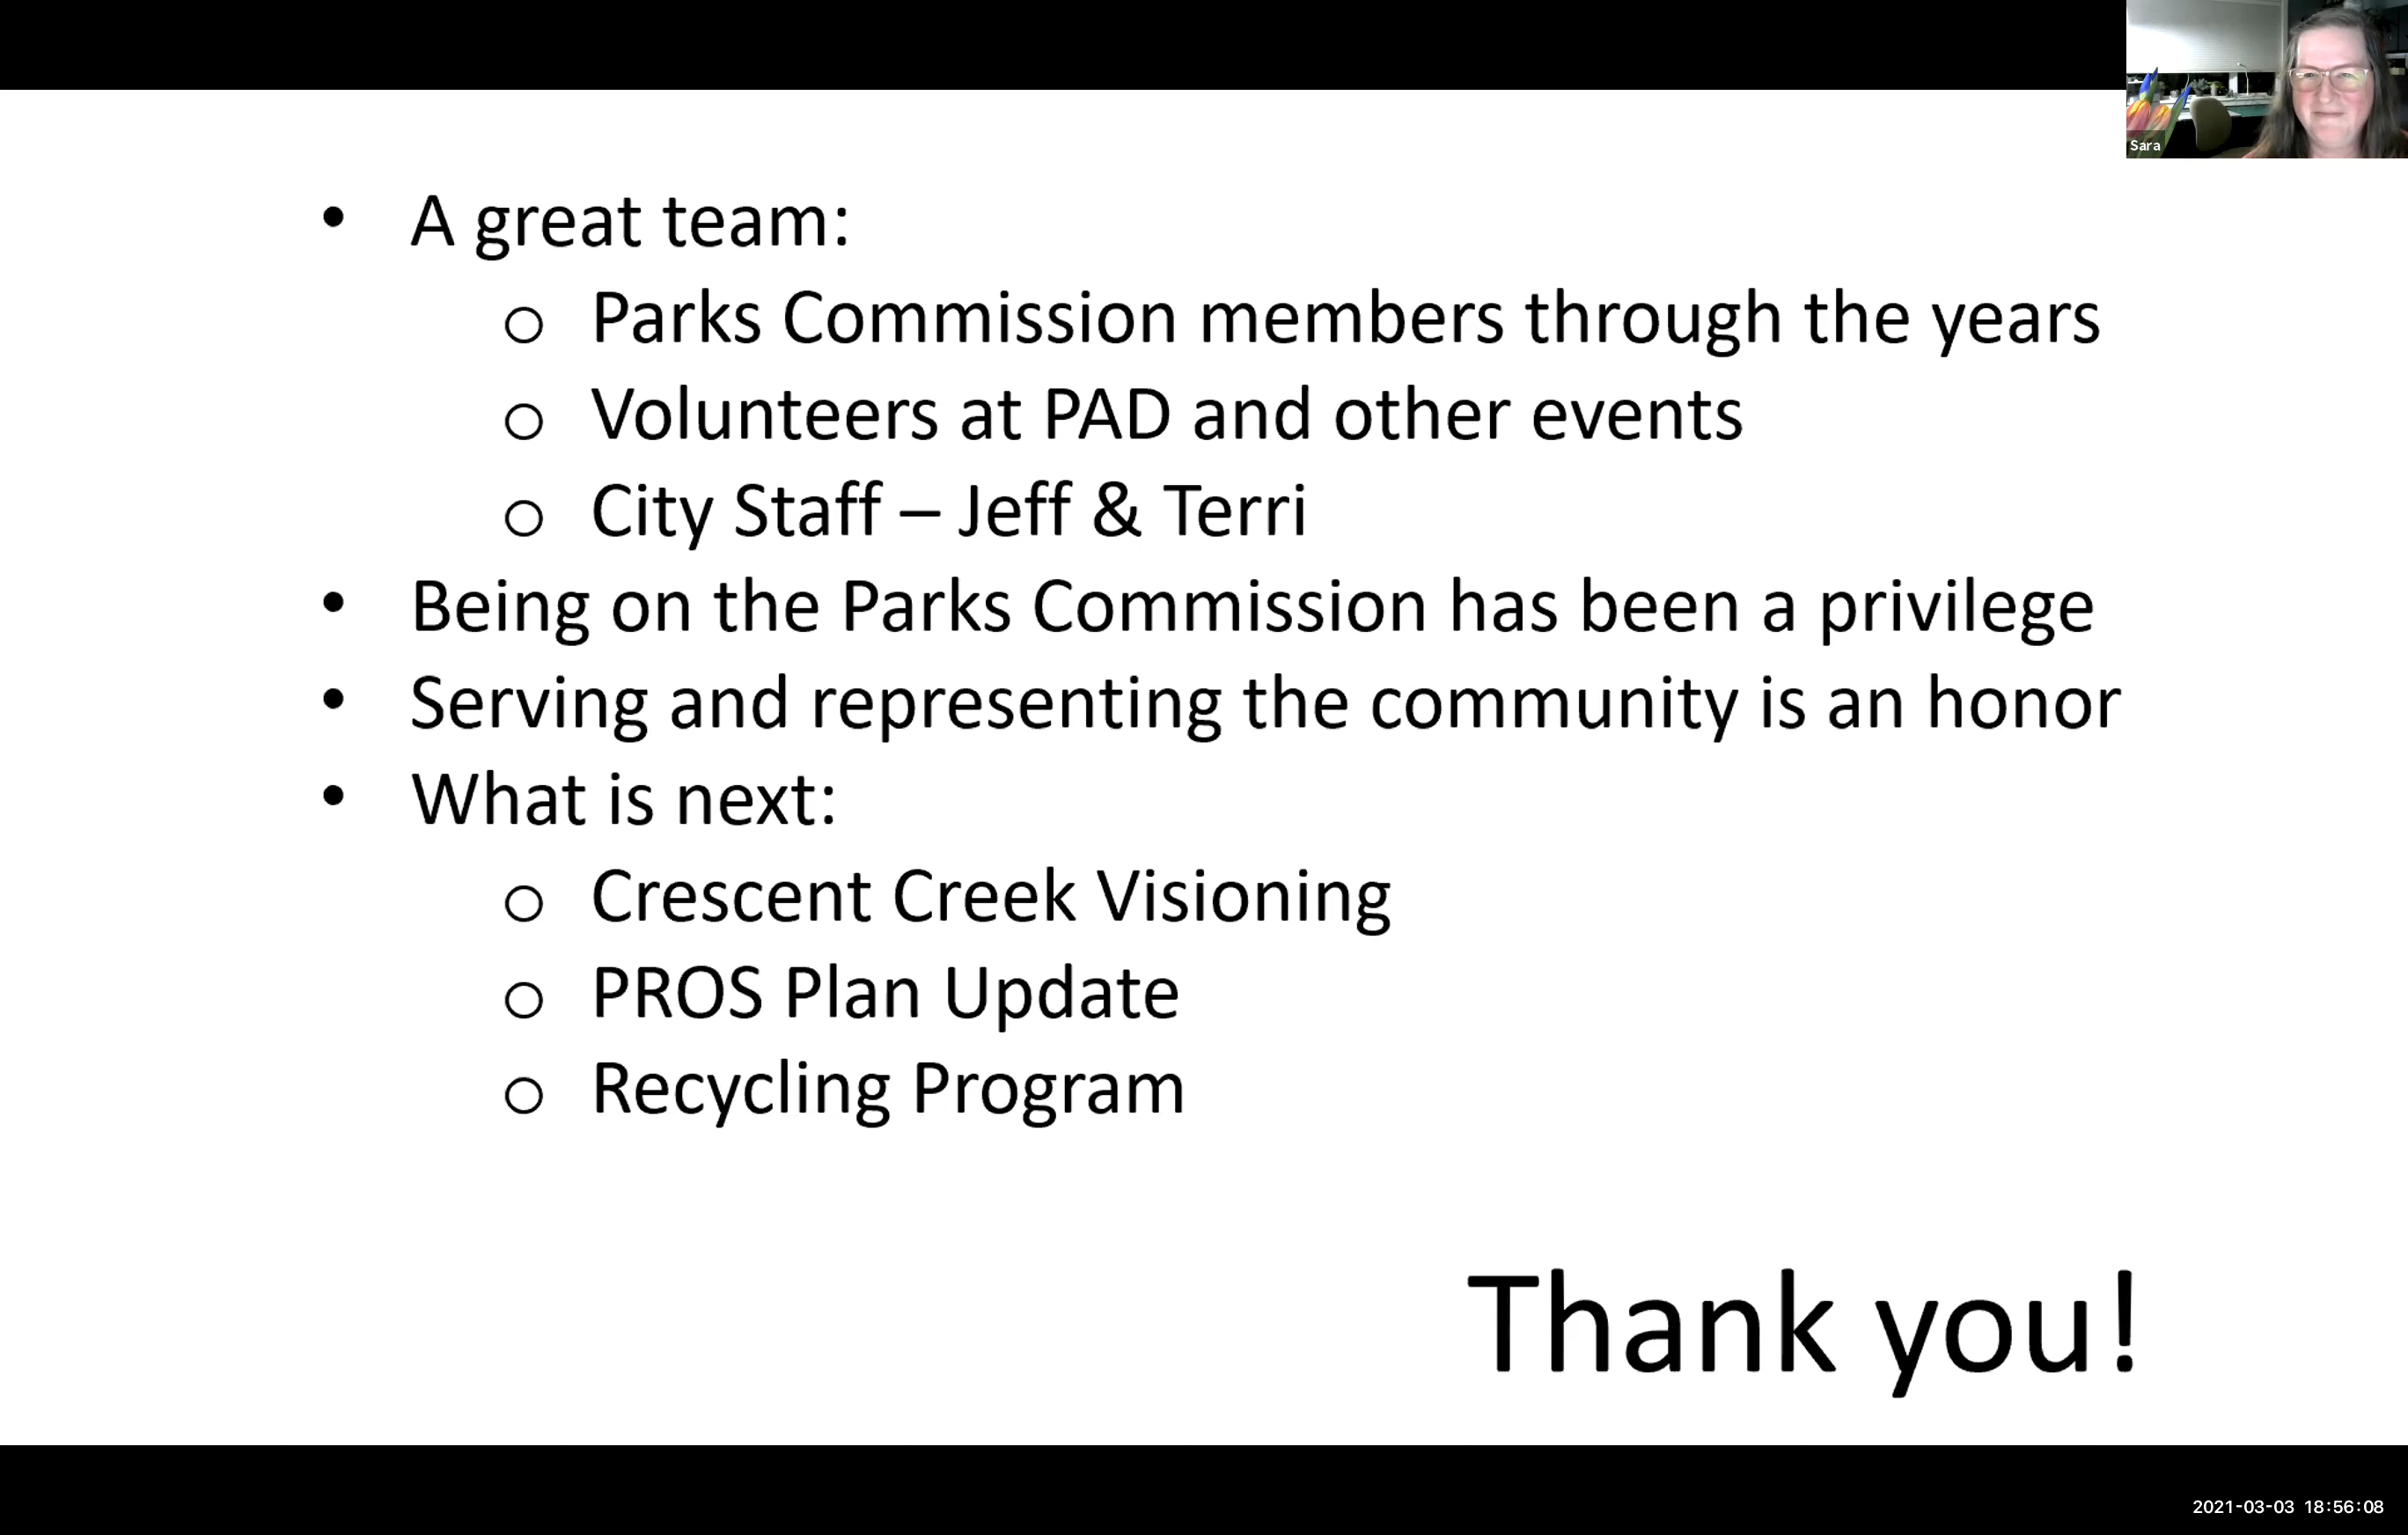 Sara
• A great team:
o Parks Commission members through the years
o Volunteers at PAD and other events
o City Staff – Jeff & Terri
• Being on the Parks Commission has been a privilege
• Serving and representing the community is an honor
• What is next:
o Crescent Creek Visioning
o PROS Plan Update
o Recycling Program
Thank you!
2021-03-03 18:56:08